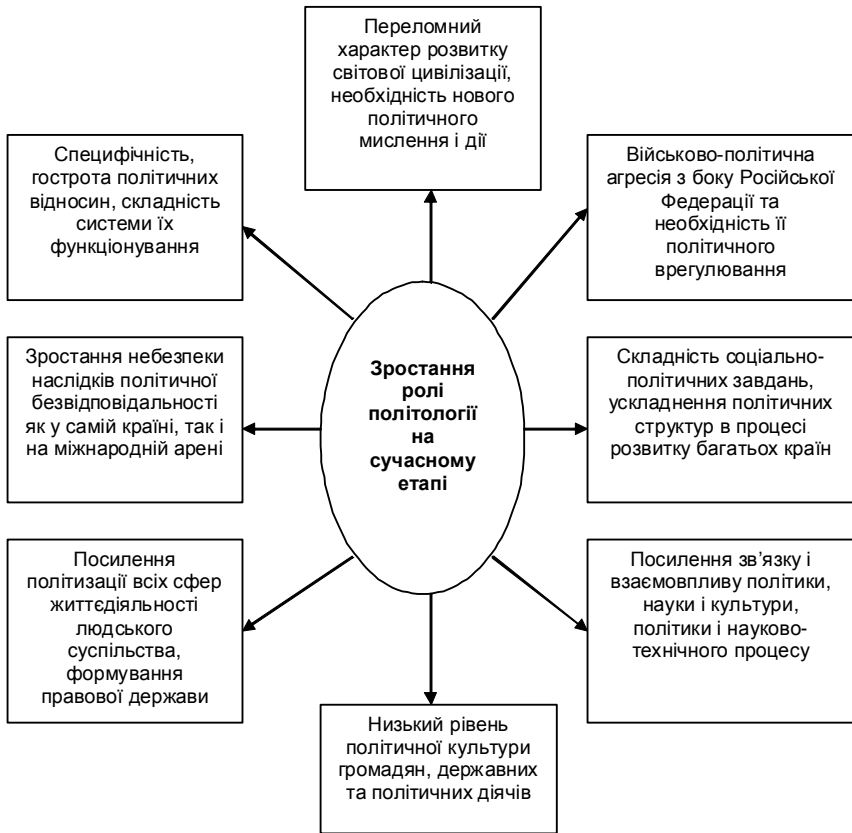 Переломний
характер розвитку
світової цивілізації,
необхідність нового
політичного
мислення і дії
Специфічність,
гострота політичних
відносин, складність
системи їх
функціонування
Військово-політична
агресія з боку Російської
Федерації та
необхідність її
політичного
врегулювання
Зростання небезпеки
наслідків політичної
безвідповідальності
як у самій країні, так і
на міжнародній арені
Зростання
ролі
політології
на
сучасному
етапі
Складність соціально-
політичних завдань,
ускладнення політичних
структур в процесі
розвитку багатьох країн
Посилення
політизації всіх сфер
життєдіяльності
людського
суспільства,
формування
правової держави
Посилення зв’язку і
взаємовпливу політики,
науки і культури,
політики і науково-
технічного процесу
Низький рівень
політичної культури
громадян, державних
та політичних діячів